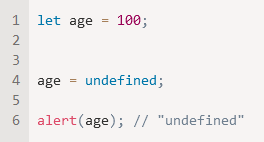 1 let age = 100;
2
3
4 age = undefined;
5
6 alert(age); // "undefined"